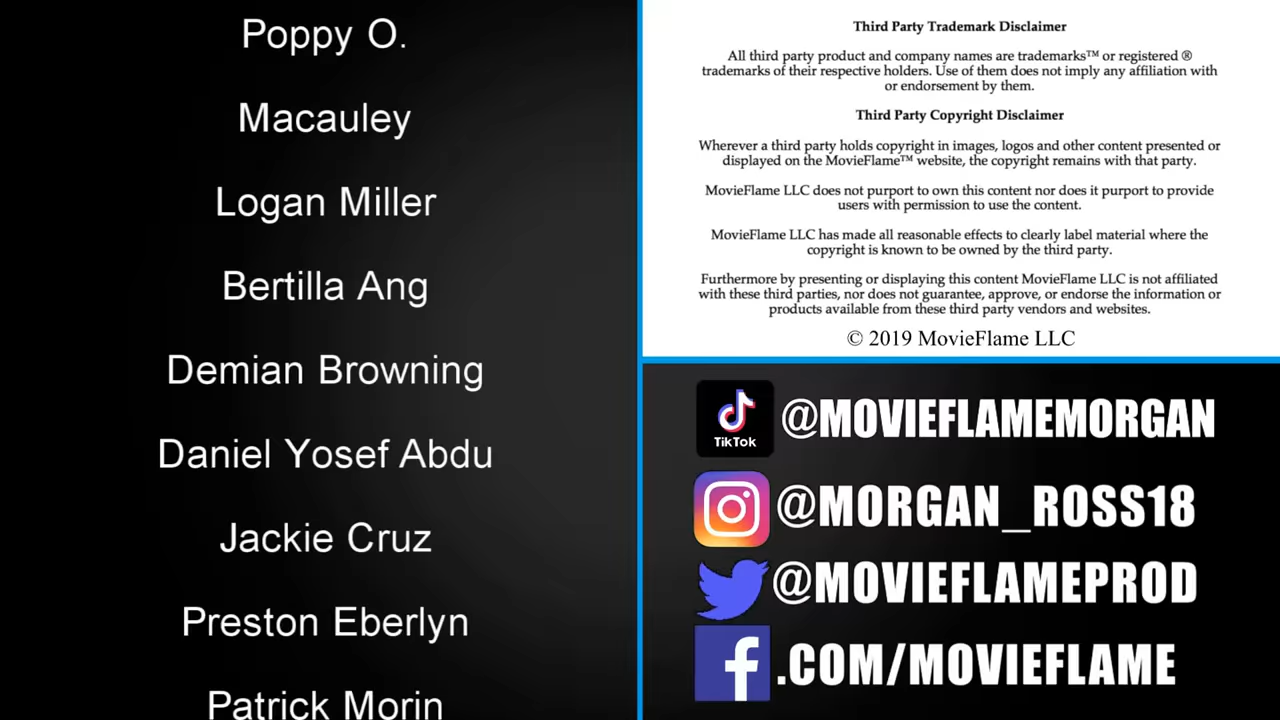 Poppy O.
Macauley
Logan Miller
Bertilla Ang
Demian Browning
Daniel Yosef Abdu
Jackie Cruz
Preston Eberlyn
Patrick Morin
Third Party Trademark Disclaimer
All third party product and company names are trademarks™ or registered ®
trademarks of their respective holders. Use of them does not imply any affiliation with
or endorsement by them.
Third Party Copyright Disclaimer
Wherever a third party holds copyright in images, logos and other content presented or
displayed on the MovieFlame™ website, the copyright remains with that party.
MovieFlame LLC does not purport to own this content nor does it purport to provide
users with permission to use the content.
MovieFlame LLC has made all reasonable effects to clearly label material where the
copyright is known to be owned by the third party.
Furthermore by presenting or displaying this content MovieFlame LLC is not affiliated
with these third parties, nor does not guarantee, approve, or endorse the information or
products available from these third party vendors and websites.
© 2019 MovieFlame LLC
TikTok
@MOVIEFLAMEMORGAN
@MORGAN_ROSS18
@MOVIEFLAMEPROD
f.COM/MOVIEFLAME